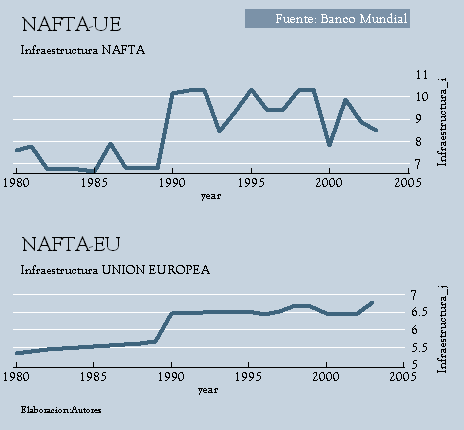 NAFTA-UE
Fuente: Banco Mundial
Infraestructura NAFTA
11
10
9
8
7
Infraestructura_i
1980 1985 1990 1995 2000 2005
year
NAFTA-EU
Infraestructura UNION EUROPEA
7
6.5
6
5.5
5
Infraestructura_j
1980 1985 1990 1995 2000 2005
year
Elaboracion:Autores